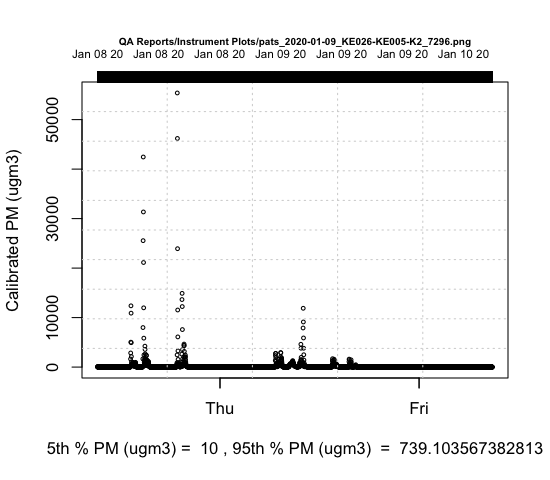 QA Reports/Instrument Plots/pats_2020-01-09_KE026-KE005-K2_7296.png
Jan 08 20 Jan 08 20 Jan 08 20 Jan 09 20 Jan 09 20 Jan 09 20 Jan 10 20
Calibrated PM (ugm3)
50000
30000
10000
0
Thu Fri
5th % PM (ugm3) = 10 , 95th % PM (ugm3) = 739.103567382813